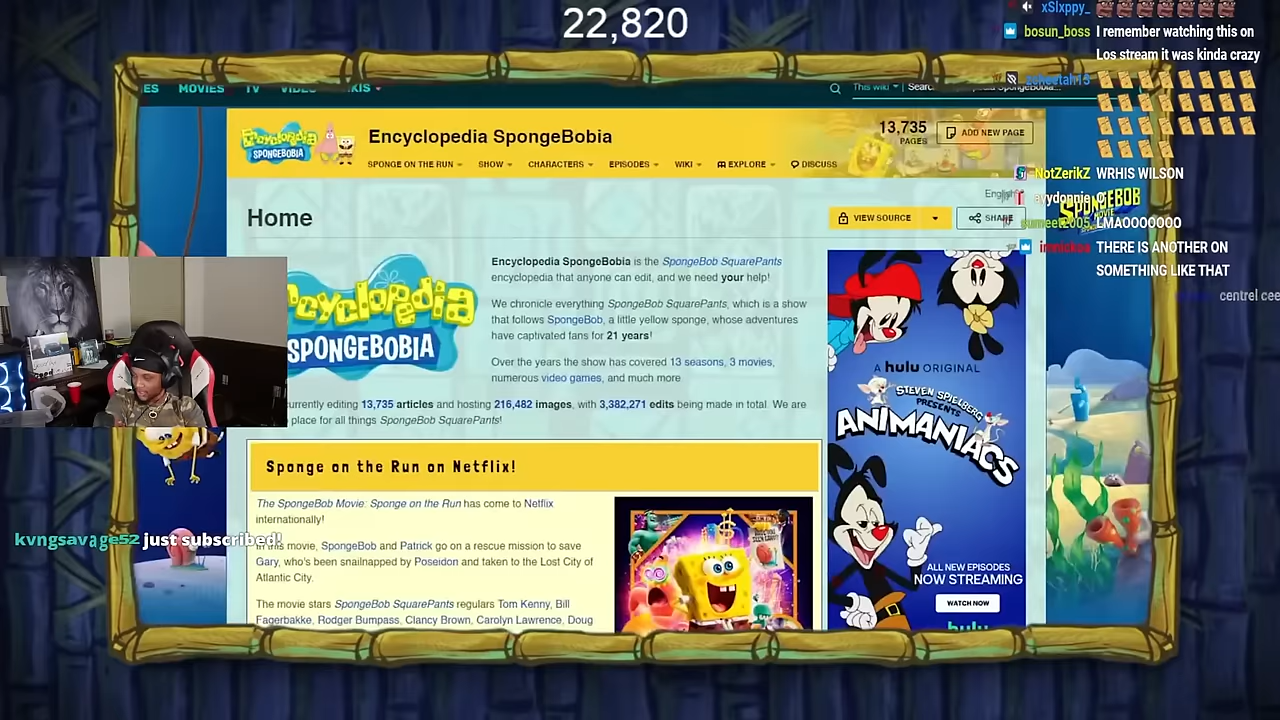 22,820
xSlxppy_
bosun_boss I remember watching this on
Los stream it was kinda crazy
MOVIES TV
This wiki
13,735
PAGES
ADD NEW PAGE
Encyclopedia
SPONGEBOBIA
Encyclopedia SpongeBobia
SPONGE ON THE RUN SHOW CHARACTERS EPISODES WIKI EXPLORE DISCUSS
NotZerikZ WRHIS WILSON
English
ayydonnie
SPONGEBOB
MOVIE
LMAOOOOOO
THERE IS ANOTHER ON
SOMETHING LIKE THAT
centrel cee
Home
VIEW SOURCE
SHARE
Encyclopedia SpongeBobia is the SpongeBob SquarePants
encyclopedia that anyone can edit, and we need your help!
We chronicle everything SpongeBob SquarePants, which is a show
that follows SpongeBob, a little yellow sponge, whose adventures
have captivated fans for 21 years!
Over the years the show has covered 13 seasons, 3 movies,
numerous video games, and much more
SPONGEBOBIA
editing 13,735 articles and hosting 216,482 images, with 3,382,271 edits being made in total. We are
place for all things SpongeBob SquarePants!
Sponge on the Run on Netflix!
The SpongeBob Movie: Sponge on the Run has come to Netflix
internationally!
In this movie, SpongeBob and Patrick go on a rescue mission to save
Gary, who's been snailnapped by Poseidon and taken to the Lost City of
Atlantic City.
The movie stars SpongeBob SquarePants regulars Tom Kenny, Bill
Fagerbakke, Rodger Bumpass, Clancy Brown, Carolyn Lawrence, Doug
A hulu ORIGINAL
STEVEN SPIELBERG
PRESENTS
ANIMANIACS
ALL NEW EPISODES
NOW STREAMING
WATCH NOW
hulu
kvngsavage52 just subscribed!